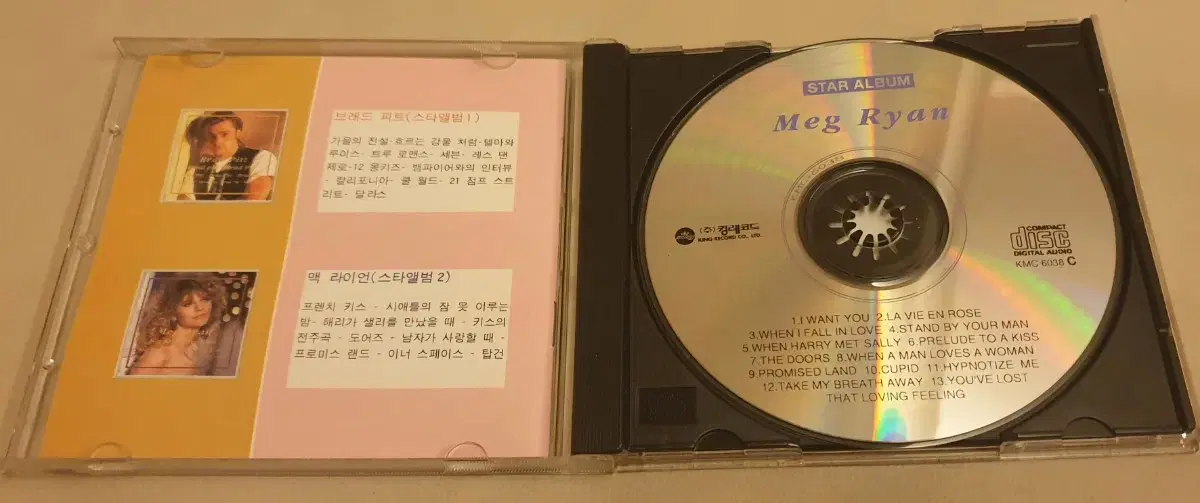 브래드 피트(스타앨범1)
가을의 전설-흐르는 강물 처럼-델마와
루이스- 트루 로맨스- 세븐- 레스 댄
제로-12 몽키즈- 뱀파이어와의 인터뷰
- 칼리포니아- 쿨 월드- 21 점프 스트
리트- 달라스
맥 라이언(스타앨범2)
프렌치 키스 - 시애틀의 잠 못 이루는
밤- 해리가 샐리를 만났을 때 - 키스의
전주곡 - 도어즈 - 남자가 사랑할 때 -
프로미스 랜드 - 이너 스페이스 - 탑건
STAR ALBUM
Meg Ryan
(주)킹레코드
KING RECORD CO., LTD.
COMPACT
disc
DIGITAL AUDIO
KMC 6038 C
1.I WANT YOU 2.LA VIE EN ROSE
3.WHEN I FALL IN LOVE 4.STAND BY YOUR MAN
5.WHEN HARRY MET SALLY 6.PRELUDE TO A KISS
7.THE DOORS 8.WHEN A MAN LOVES A WOMAN
9.PROMISED LAND 10.CUPID 11.HYPNOTIZE ME
12.TAKE MY BREATH AWAY 13.YOU'VE LOST
THAT LOVING FEELING